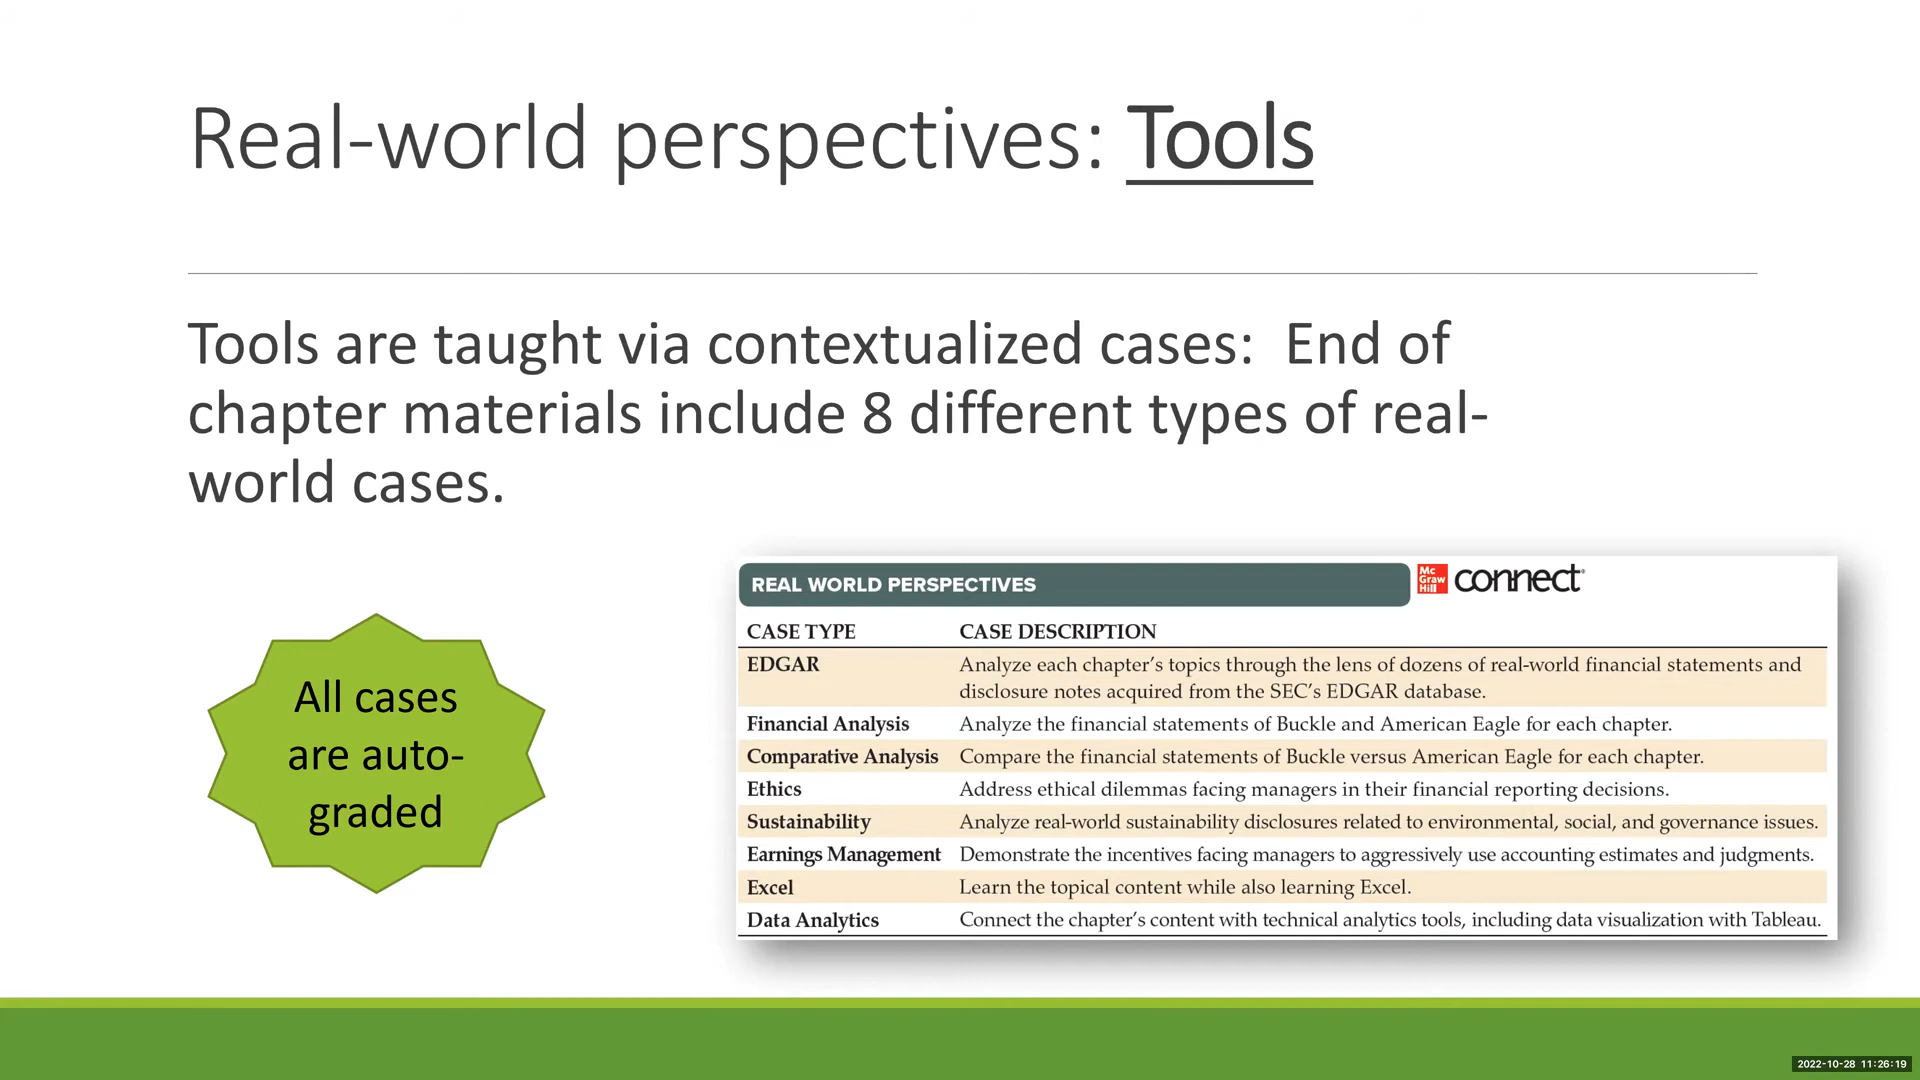 Real-world perspectives: Tools
Tools are taught via contextualized cases:  End of
chapter materials include 8 different types of real-
world cases.
All cases
are auto-
graded
REAL WORLD PERSPECTIVES
Mc
Graw
Hill
connect®
CASE TYPE CASE DESCRIPTION
EDGAR Analyze each chapter’s topics through the lens of dozens of real-world financial statements and
disclosure notes acquired from the SEC’s EDGAR database.
Financial Analysis Analyze the financial statements of Buckle and American Eagle for each chapter.
Comparative Analysis Compare the financial statements of Buckle versus American Eagle for each chapter.
Ethics Address ethical dilemmas facing managers in their financial reporting decisions.
Sustainability Analyze real-world sustainability disclosures related to environmental, social, and governance issues.
Earnings Management Demonstrate the incentives facing managers to aggressively use accounting estimates and judgments.
Excel Learn the topical content while also learning Excel.
Data Analytics Connect the chapter’s content with technical analytics tools, including data visualization with Tableau.
2022-10-28 11:26:19